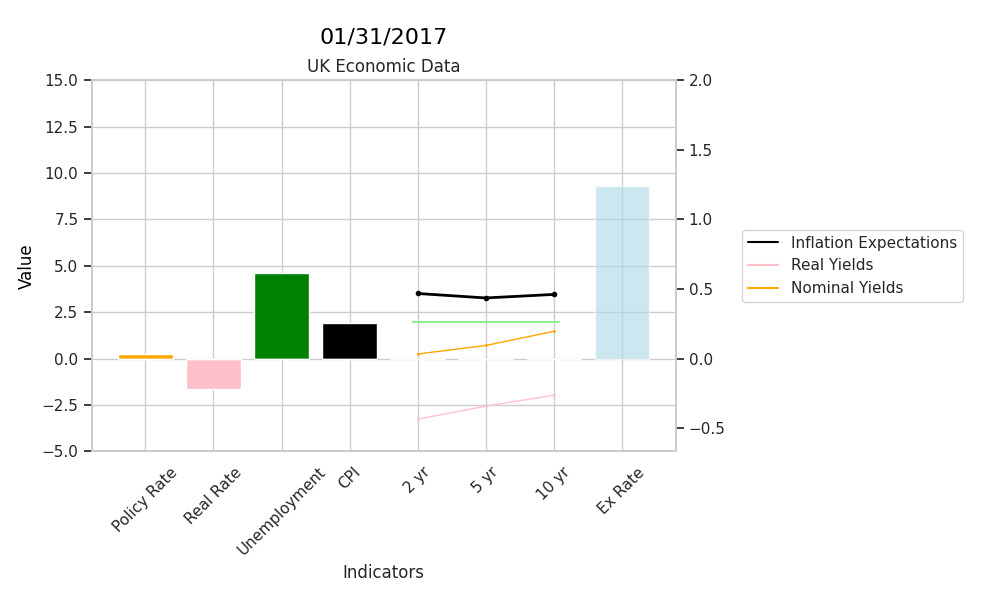 01/31/2017
UK Economic Data
15.0
12.5
10.0
7.5
5.0
2.5
0.0
−2.5
−5.0
Value
2.0
1.5
1.0
0.5
0.0
−0.5
Inflation Expectations
Real Yields
Nominal Yields
Policy Rate
Real Rate
Unemployment
CPI
2 yr
5 yr
10 yr
Ex Rate
Indicators